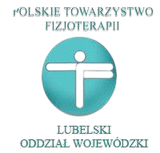 POLSKIE TOWARZYSTWO
FIZJOTERAPII
LUBELSKI
ODDZIAŁ WOJEWÓDZKI